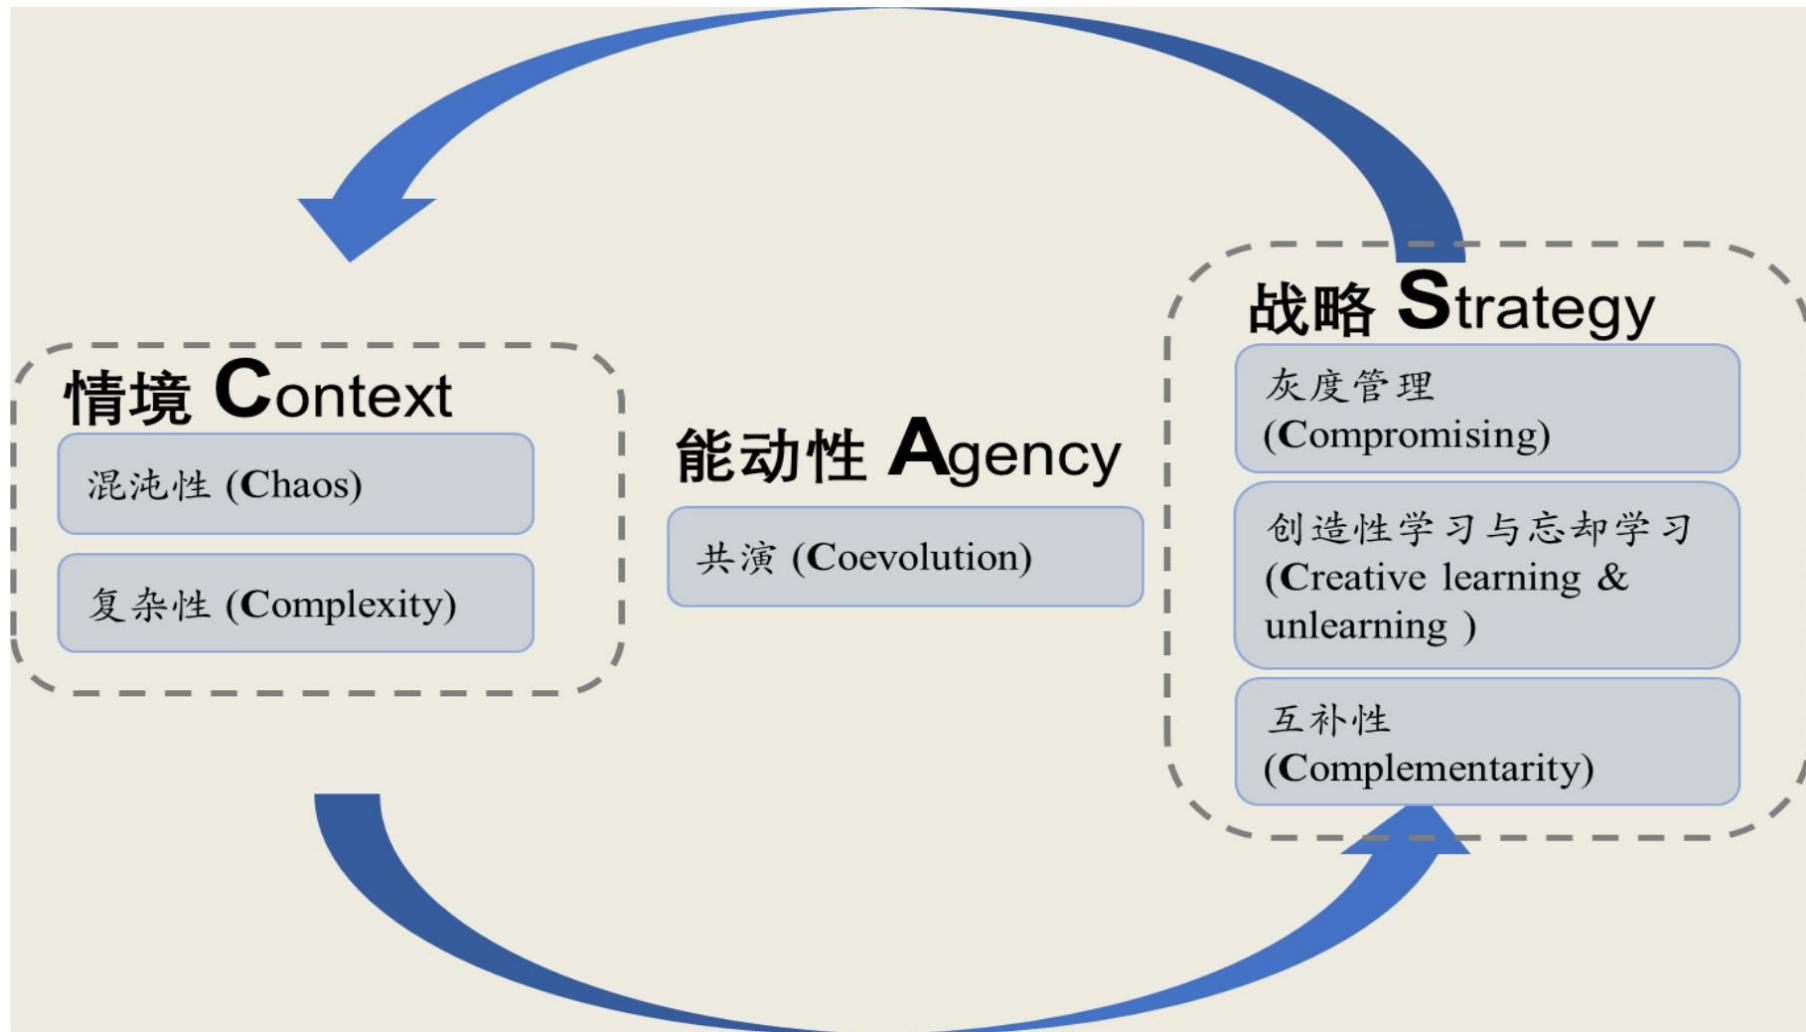 情境 Context
混沌性 (Chaos)
复杂性 (Complexity)
能动性 Agency
共演 (Coevolution)
战略 Strategy
灰度管理
(Compromising)
创造性学习与忘却学习
(Creative learning &
unlearning )
互补性
(Complementarity)